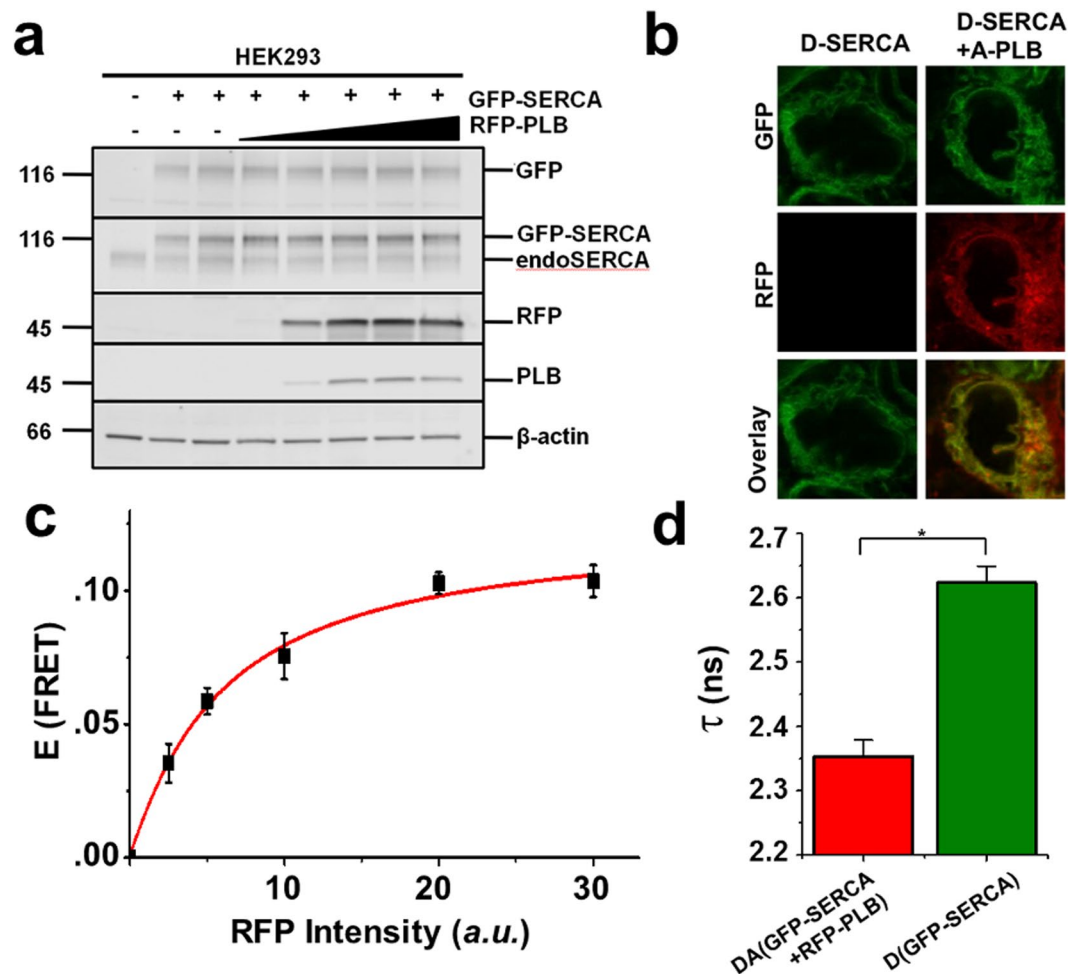 a
HEK293
- + + + + + + + GFP-SERCA
- - - RFP-PLB
116 GFP
116 GFP-SERCA
endoSERCA
45 RFP
45 PLB
66 β-actin
b
D-SERCA
D-SERCA
+A-PLB
GFP
RFP
Overlay
c
E (FRET)
.10
.05
.00
10 20 30
RFP Intensity (a.u.)
d
*
τ (ns)
2.7
2.6
2.5
2.4
2.3
2.2
DA(GFP-SERCA
+RFP-PLB)
D(GFP-SERCA)